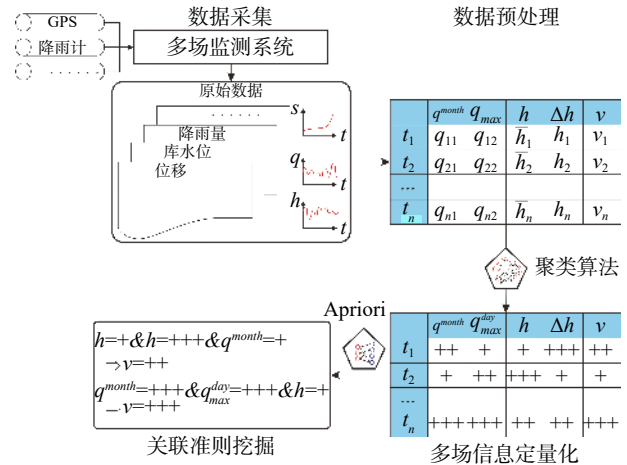 数据采集
数据预处理
GPS
降雨计
· · · · · ·
多场监测系统
原始数据
······
降雨量
库水位
位移
s
t
q
t
h
t
q^month q_max h Δh v
t_1 q_11 q_12 h̅_1 h_1 v_1
t_2 q_21 q_22 h̅_2 h_2 v_2
...
t_n q_n1 q_n2 h̅_n h_n v_n
聚类算法
Apriori
h=+&h=+++&q^month=+
→v=++
q^month=+++&q_max^day=+++&h=+
→v=+++
关联准则挖掘
q^month q_max^day h Δh v
t_1 ++ + + +++ ++
t_2 + ++ +++ + +
...
t_n +++ +++ ++ ++ +++
多场信息定量化